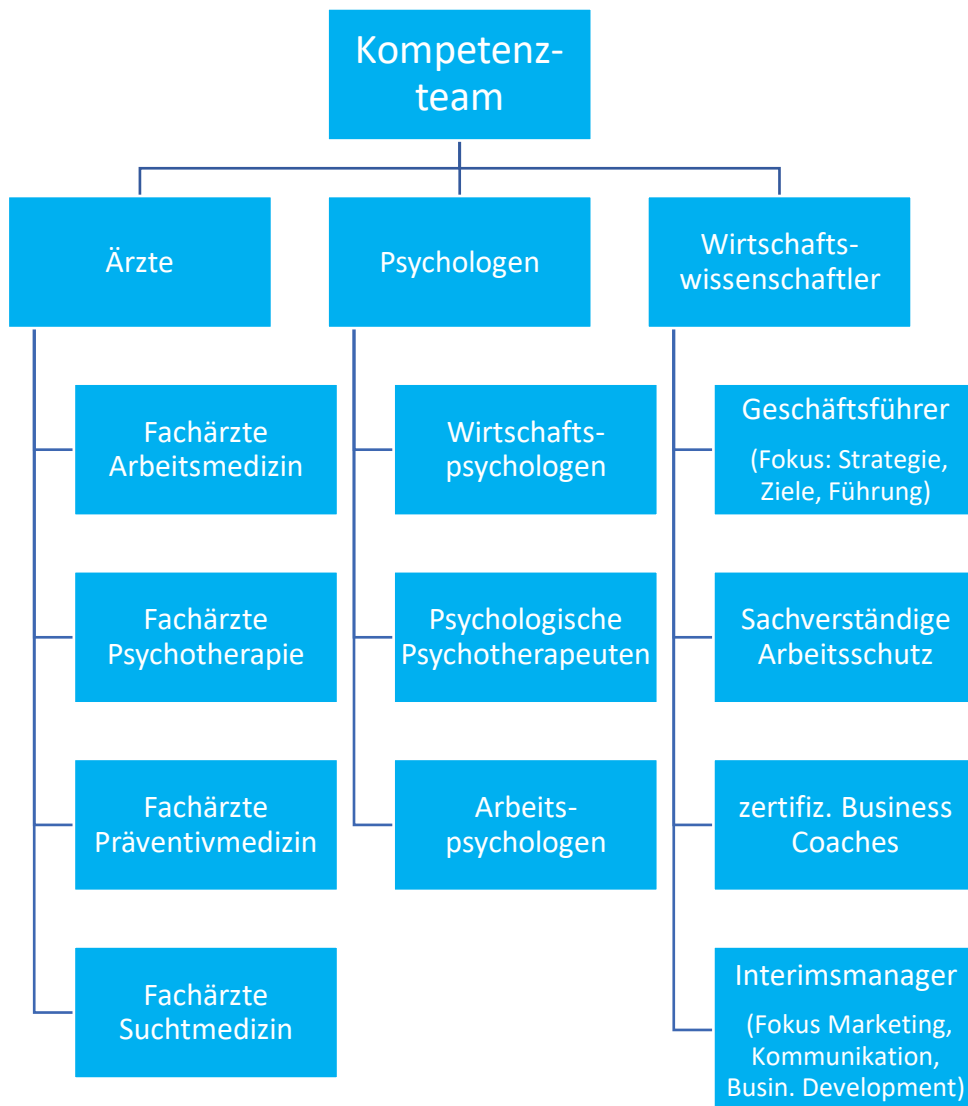 Kompetenz-
team
Ärzte
Psychologen
Wirtschafts-
wissenschaftler
Fachärzte
Arbeitsmedizin
Fachärzte
Psychotherapie
Fachärzte
Präventivmedizin
Fachärzte
Suchtmedizin
Wirtschafts-
psychologen
Psychologische
Psychotherapeuten
Arbeits-
psychologen
Geschäftsführer
(Fokus: Strategie,
Ziele, Führung)
Sachverständige
Arbeitsschutz
zertifiz. Business
Coaches
Interimsmanager
(Fokus Marketing,
Kommunikation,
Busin. Development)